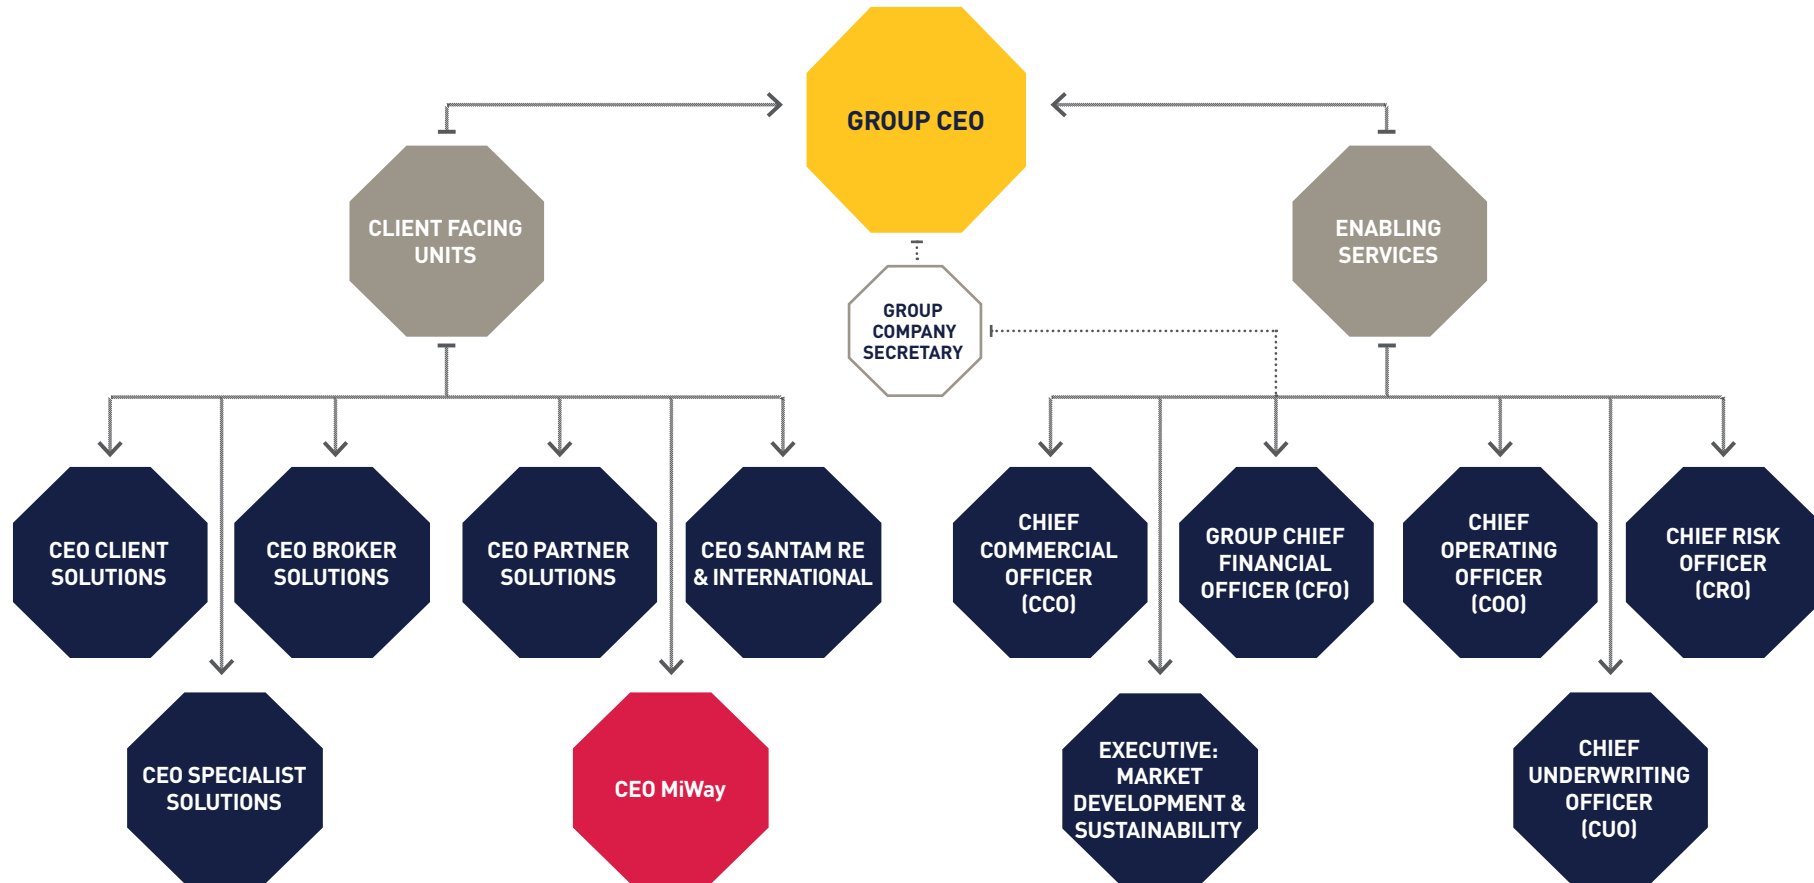 GROUP CEO
CLIENT FACING
UNITS
ENABLING
SERVICES
GROUP
COMPANY
SECRETARY
CEO CLIENT
SOLUTIONS
CEO BROKER
SOLUTIONS
CEO PARTNER
SOLUTIONS
CEO SANTAM RE
& INTERNATIONAL
CHIEF
COMMERCIAL
OFFICER
(CCO)
GROUP CHIEF
FINANCIAL
OFFICER (CFO)
CHIEF
OPERATING
OFFICER
(COO)
CHIEF RISK
OFFICER
(CRO)
CEO SPECIALIST
SOLUTIONS
CEO MiWay
EXECUTIVE:
MARKET
DEVELOPMENT &
SUSTAINABILITY
CHIEF
UNDERWRITING
OFFICER
(CUO)